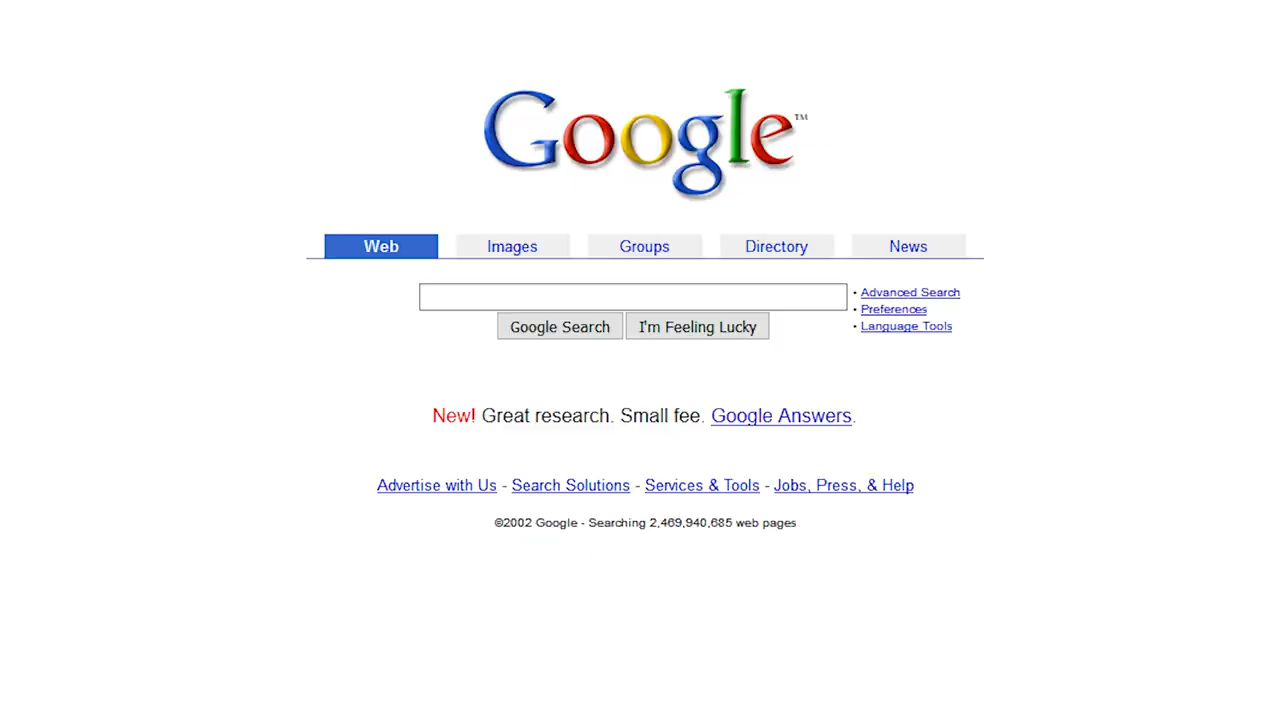 Google™
Web Images Groups Directory News
• Advanced Search
• Preferences
• Language Tools
Google Search I'm Feeling Lucky
New! Great research. Small fee. Google Answers.
Advertise with Us - Search Solutions - Services & Tools - Jobs, Press, & Help
©2002 Google - Searching 2,469,940,685 web pages